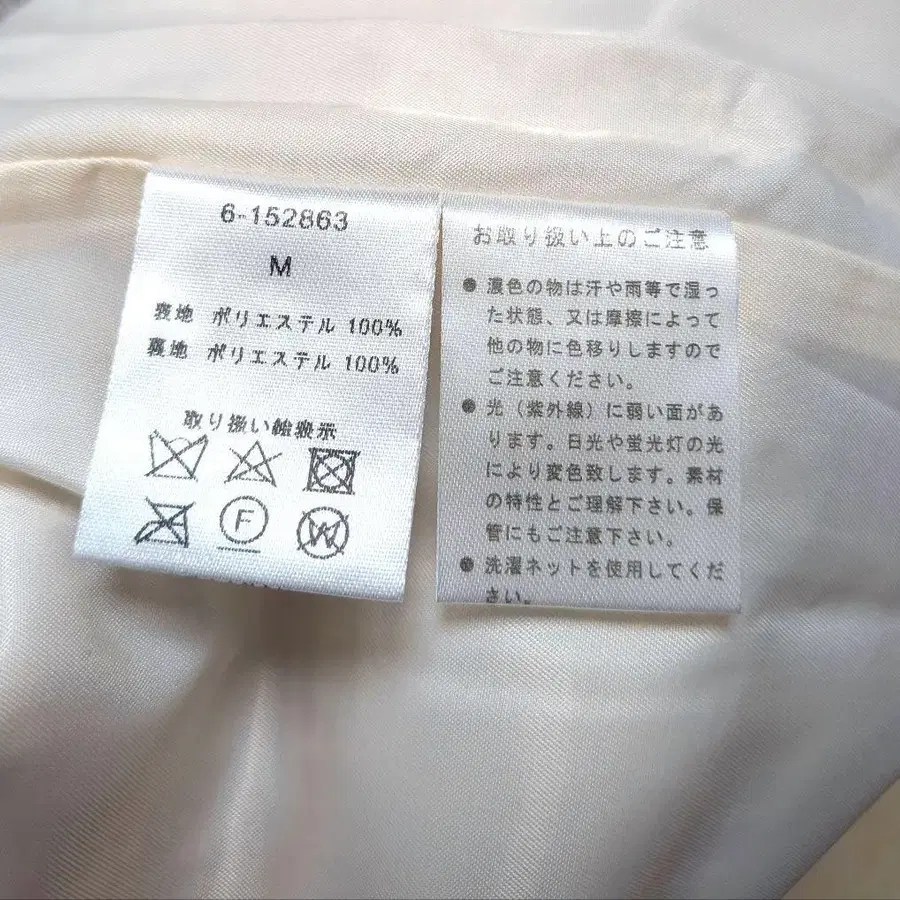 6-152863
M
表地 ポリエステル 100%
裏地 ポリエステル 100%
取り扱い絵表示
F
W
お取り扱い上のご注意
● 濃色の物は汗や雨等で湿っ
た状態、又は摩擦によって
他の物に色移りしますので
ご注意ください。
● 光（紫外線）に弱い面があ
ります。日光や蛍光灯の光
により変色致します。素材
の特性とご理解下さい。保
管にもご注意下さい。
● 洗濯ネットを使用してくだ
さい。